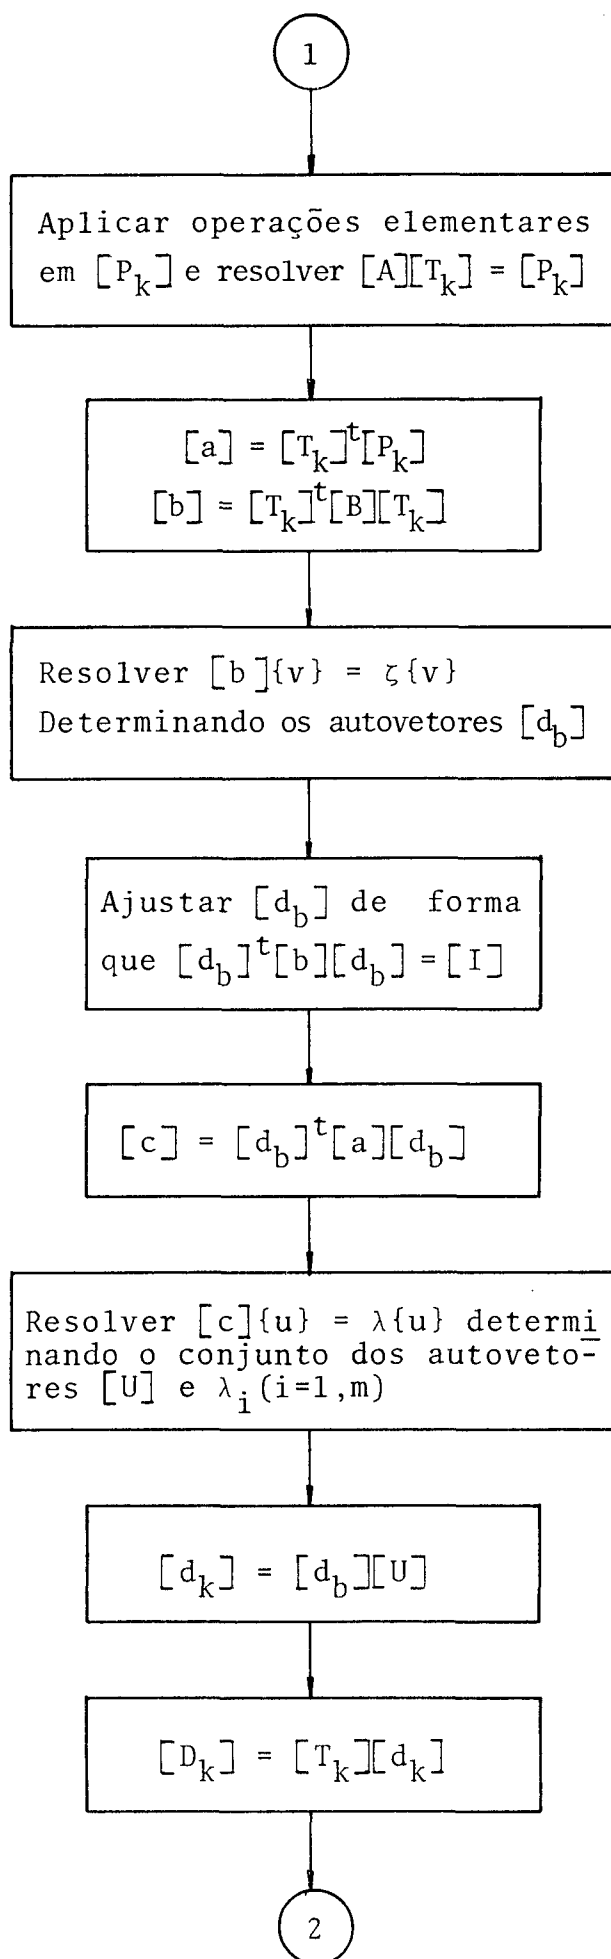 1
Aplicar operações elementares
em [P_k] e resolver [A][T_k] = [P_k]
[a] = [T_k]^t[P_k]
[b] = [T_k]^t[B][T_k]
Resolver [b]{v} = ζ{v}
Determinando os autovetores [d_b]
Ajustar [d_b] de forma
que [d_b]^t[b][d_b] = [I]
[c] = [d_b]^t[a][d_b]
Resolver [c]{u} = λ{u} determi
nando o conjunto dos autoveto-
res [U] e λ_i(i=1,m)
[d_k] = [d_b][U]
[D_k] = [T_k][d_k]
2